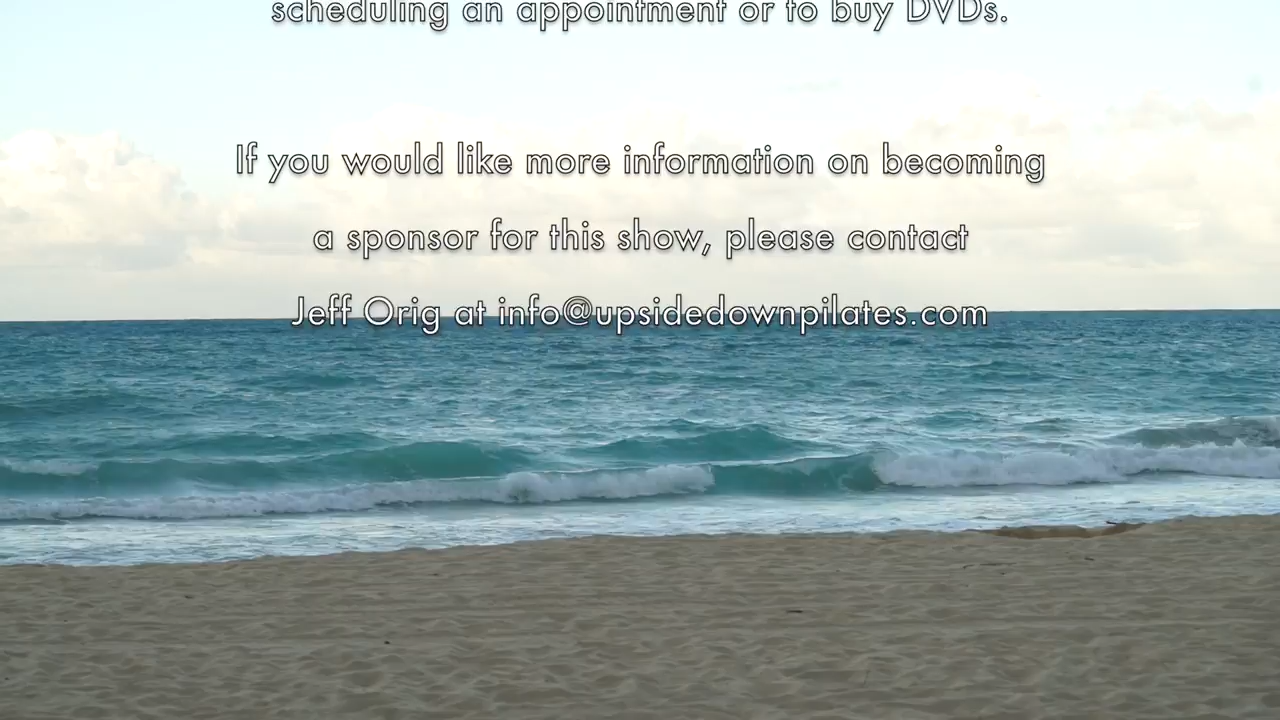 scheduling an appointment or to buy DVDs.
If you would like more information on becoming
a sponsor for this show, please contact
Jeff Orig at info@upsidedownpilates.com